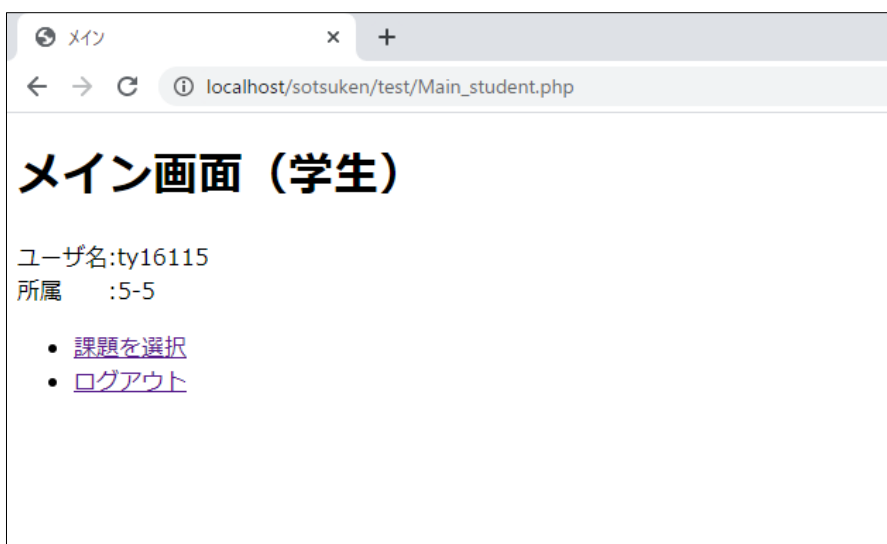 メイン
localhost/sotsuken/test/Main_student.php
メイン画面（学生）
ユーザ名:ty16115
所属　　:5-5
課題を選択
ログアウト